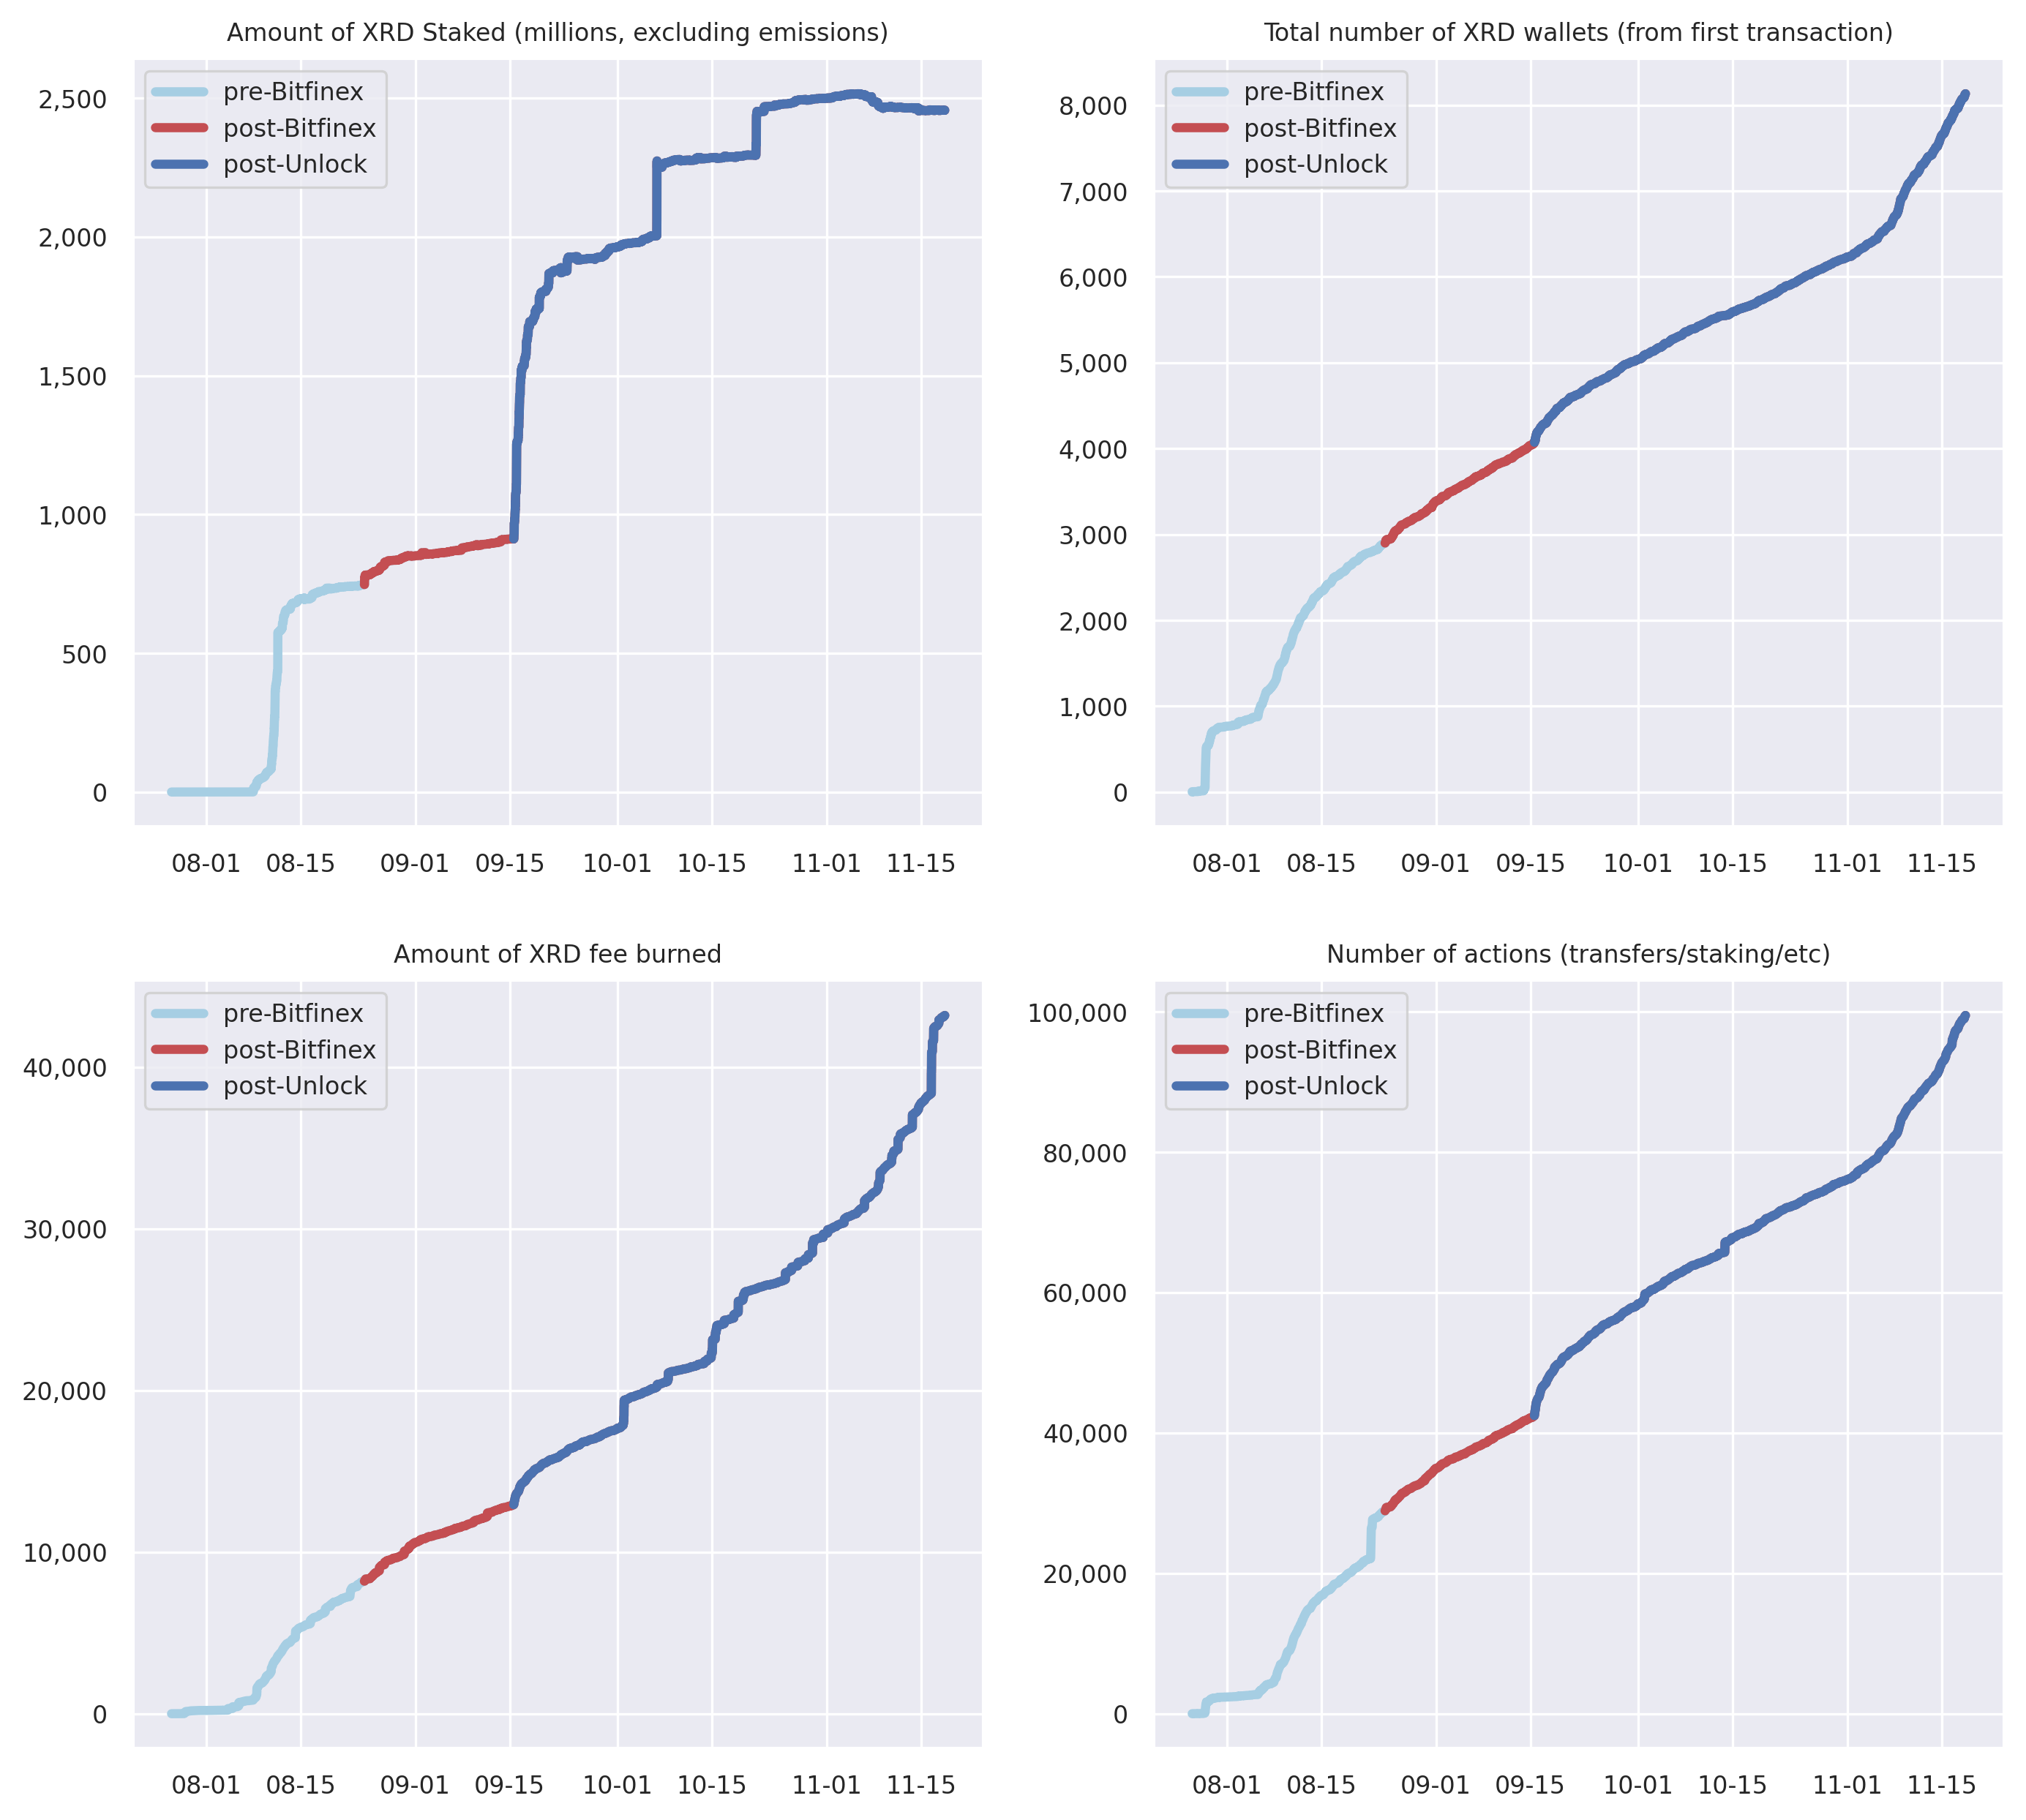 Amount of XRD Staked (millions, excluding emissions)
pre-Bitfinex
post-Bitfinex
post-Unlock
2,500
2,000
1,500
1,000
500
0
08-01 08-15 09-01 09-15 10-01 10-15 11-01 11-15
Total number of XRD wallets (from first transaction)
pre-Bitfinex
post-Bitfinex
post-Unlock
8,000
7,000
6,000
5,000
4,000
3,000
2,000
1,000
0
08-01 08-15 09-01 09-15 10-01 10-15 11-01 11-15
Amount of XRD fee burned
pre-Bitfinex
post-Bitfinex
post-Unlock
40,000
30,000
20,000
10,000
0
08-01 08-15 09-01 09-15 10-01 10-15 11-01 11-15
Number of actions (transfers/staking/etc)
pre-Bitfinex
post-Bitfinex
post-Unlock
100,000
80,000
60,000
40,000
20,000
0
08-01 08-15 09-01 09-15 10-01 10-15 11-01 11-15